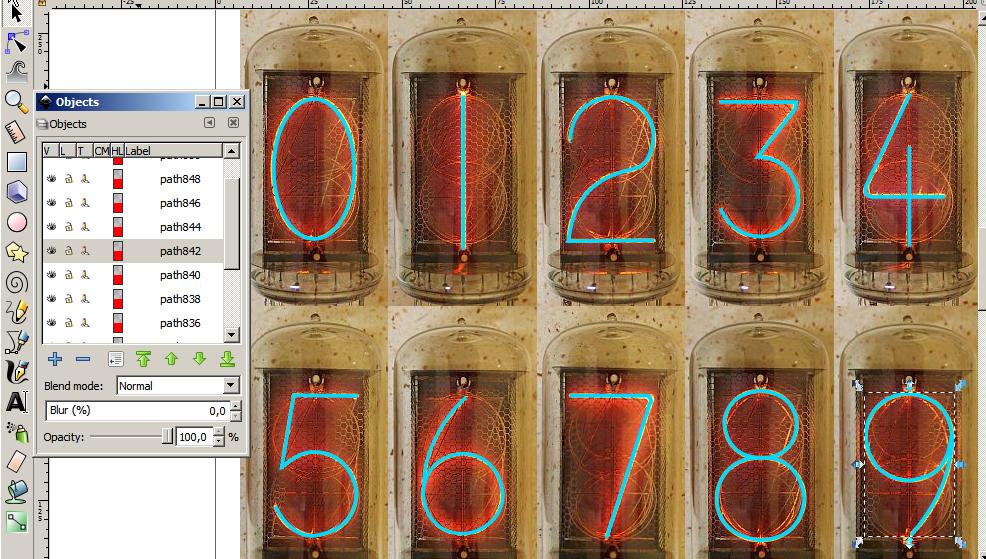 -25 0 25 50 75 100 125 150 175 200
Objects
Objects
V L T CM HL Label
path848
path846
path844
path842
path840
path838
path836
Blend mode: Normal
Blur (%) 0,0
Opacity: 100,0 %
0 1 2 3 4
5 6 7 8 9